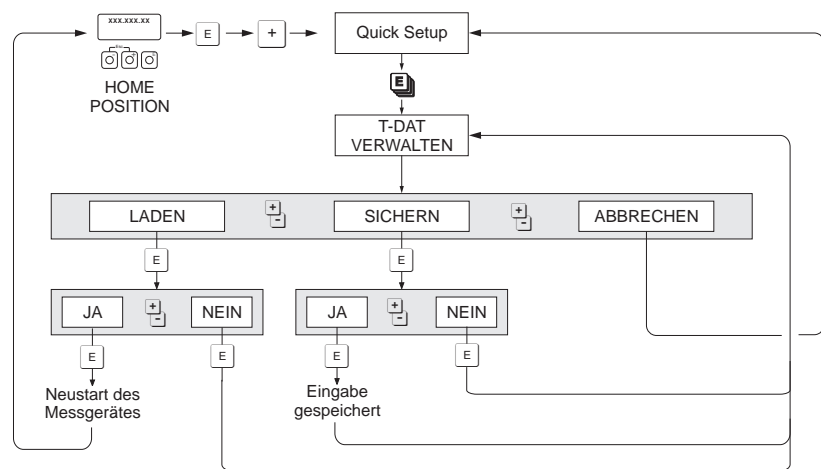 xxx.xxx.xx
Esc
- + E
HOME
POSITION
E
+
Quick Setup
E
T-DAT
VERWALTEN
LADEN
+
-
SICHERN
+
-
ABBRECHEN
E
E
JA
+
-
NEIN
JA
+
-
NEIN
E
E
E
E
Neustart des
Messgerätes
Eingabe
gespeichert